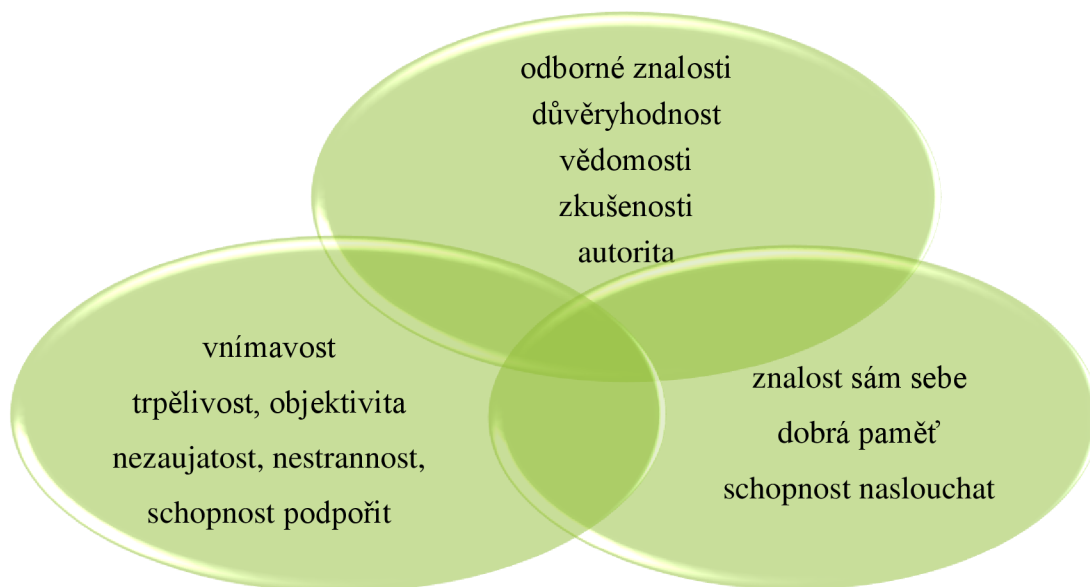 odborné znalosti
důvěryhodnost
vědomosti
zkušenosti
autorita
vnímavost
trpělivost, objektivita
nezaujatost, nestrannost,
schopnost podpořit
znalost sám sebe
dobrá paměť
schopnost naslouchat